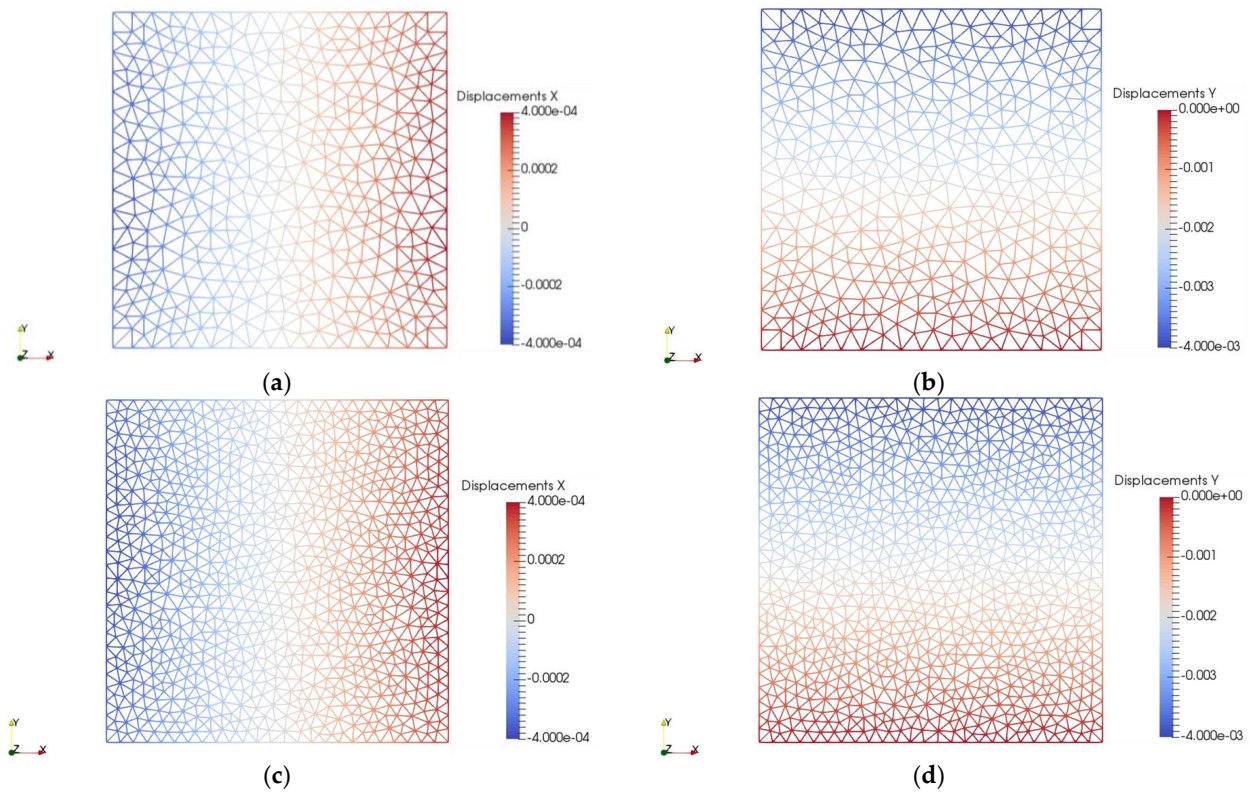 Displacements X
4.000e-04
0.0002
0
-0.0002
-4.000e-04
Y
Z X
(a)
Displacements Y
0.000e+00
-0.001
-0.002
-0.003
-4.000e-03
Y
Z X
(b)
Displacements X
4.000e-04
0.0002
0
-0.0002
-4.000e-04
Y
Z X
(c)
Displacements Y
0.000e+00
-0.001
-0.002
-0.003
-4.000e-03
Y
Z X
(d)